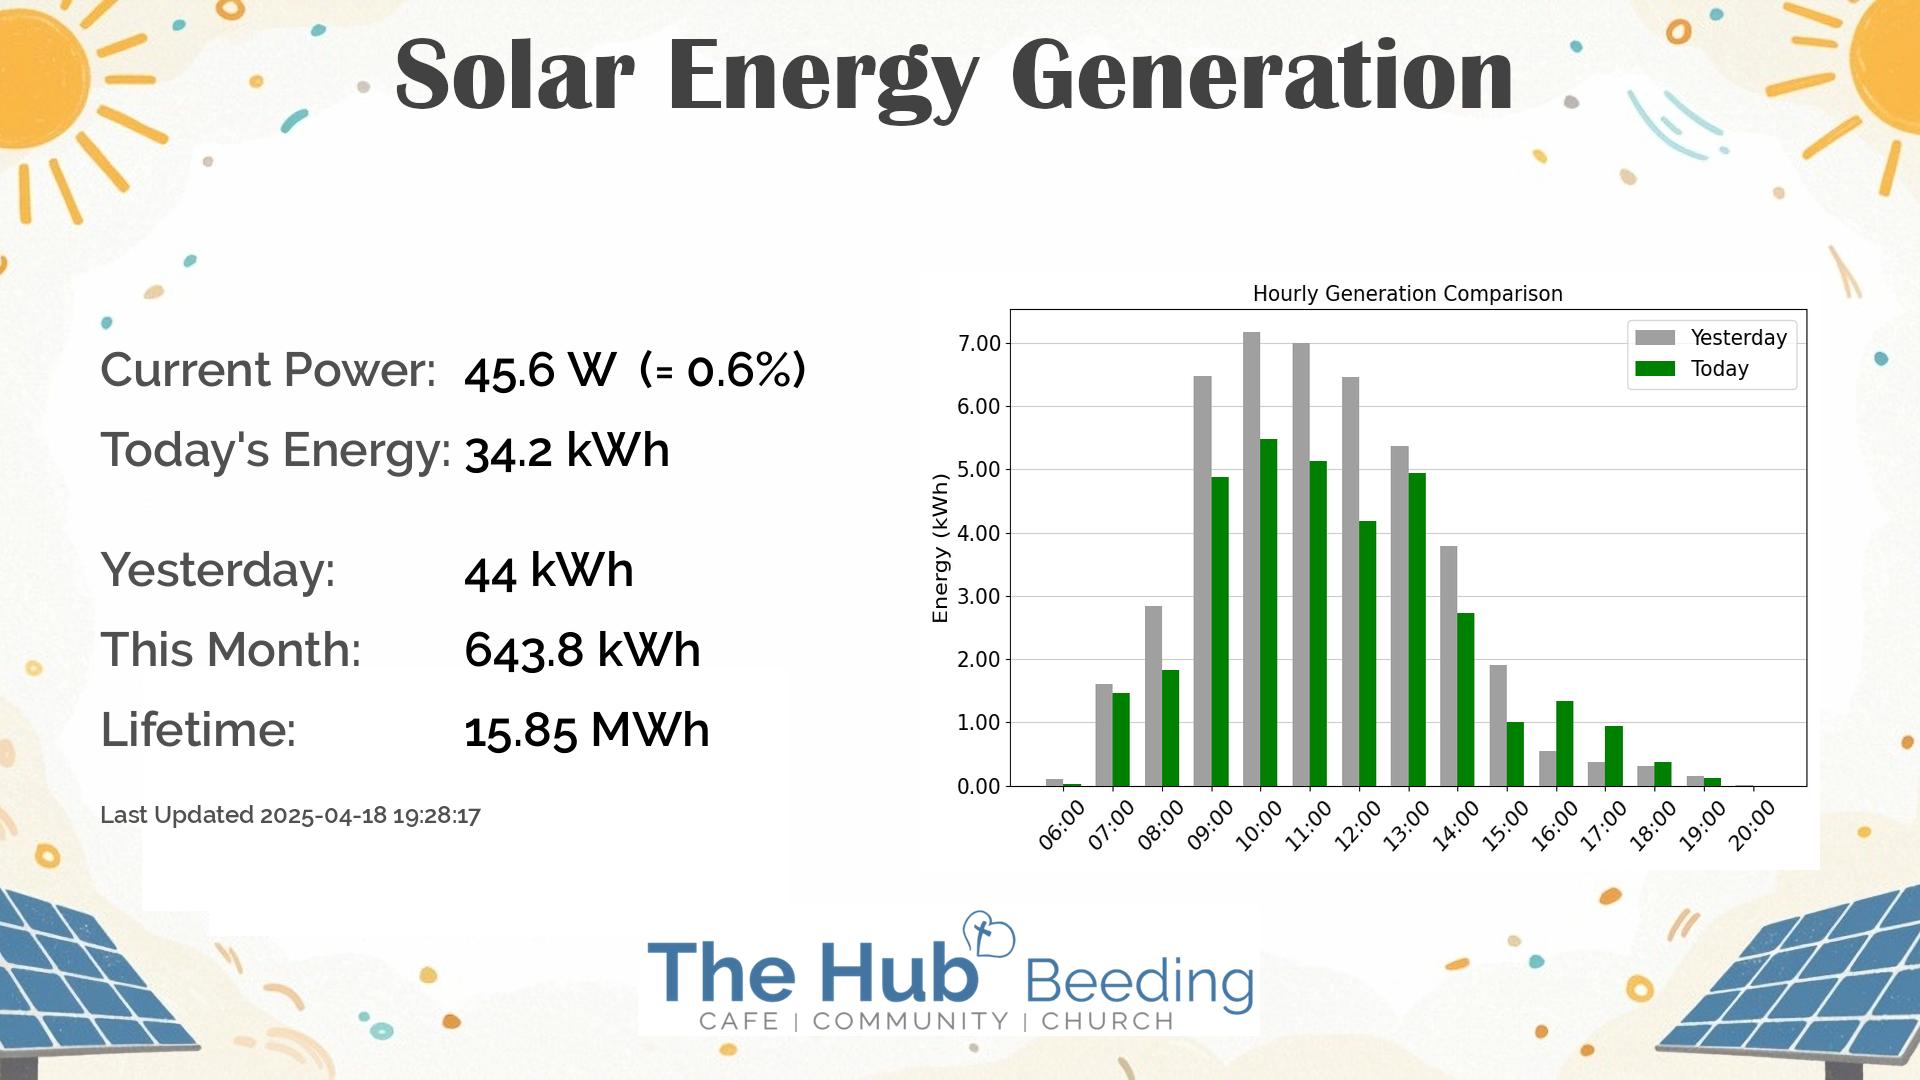 Solar Energy Generation
Current Power: 45.6 W (= 0.6%)
Today's Energy: 34.2 kWh
Yesterday: 44 kWh
This Month: 643.8 kWh
Lifetime: 15.85 MWh
Last Updated 2025-04-18 19:28:17
Hourly Generation Comparison
Yesterday
Today
Energy (kWh)
7.00
6.00
5.00
4.00
3.00
2.00
1.00
0.00
06:00 07:00 08:00 09:00 10:00 11:00 12:00 13:00 14:00 15:00 16:00 17:00 18:00 19:00 20:00
The Hub Beeding
CAFE | COMMUNITY | CHURCH